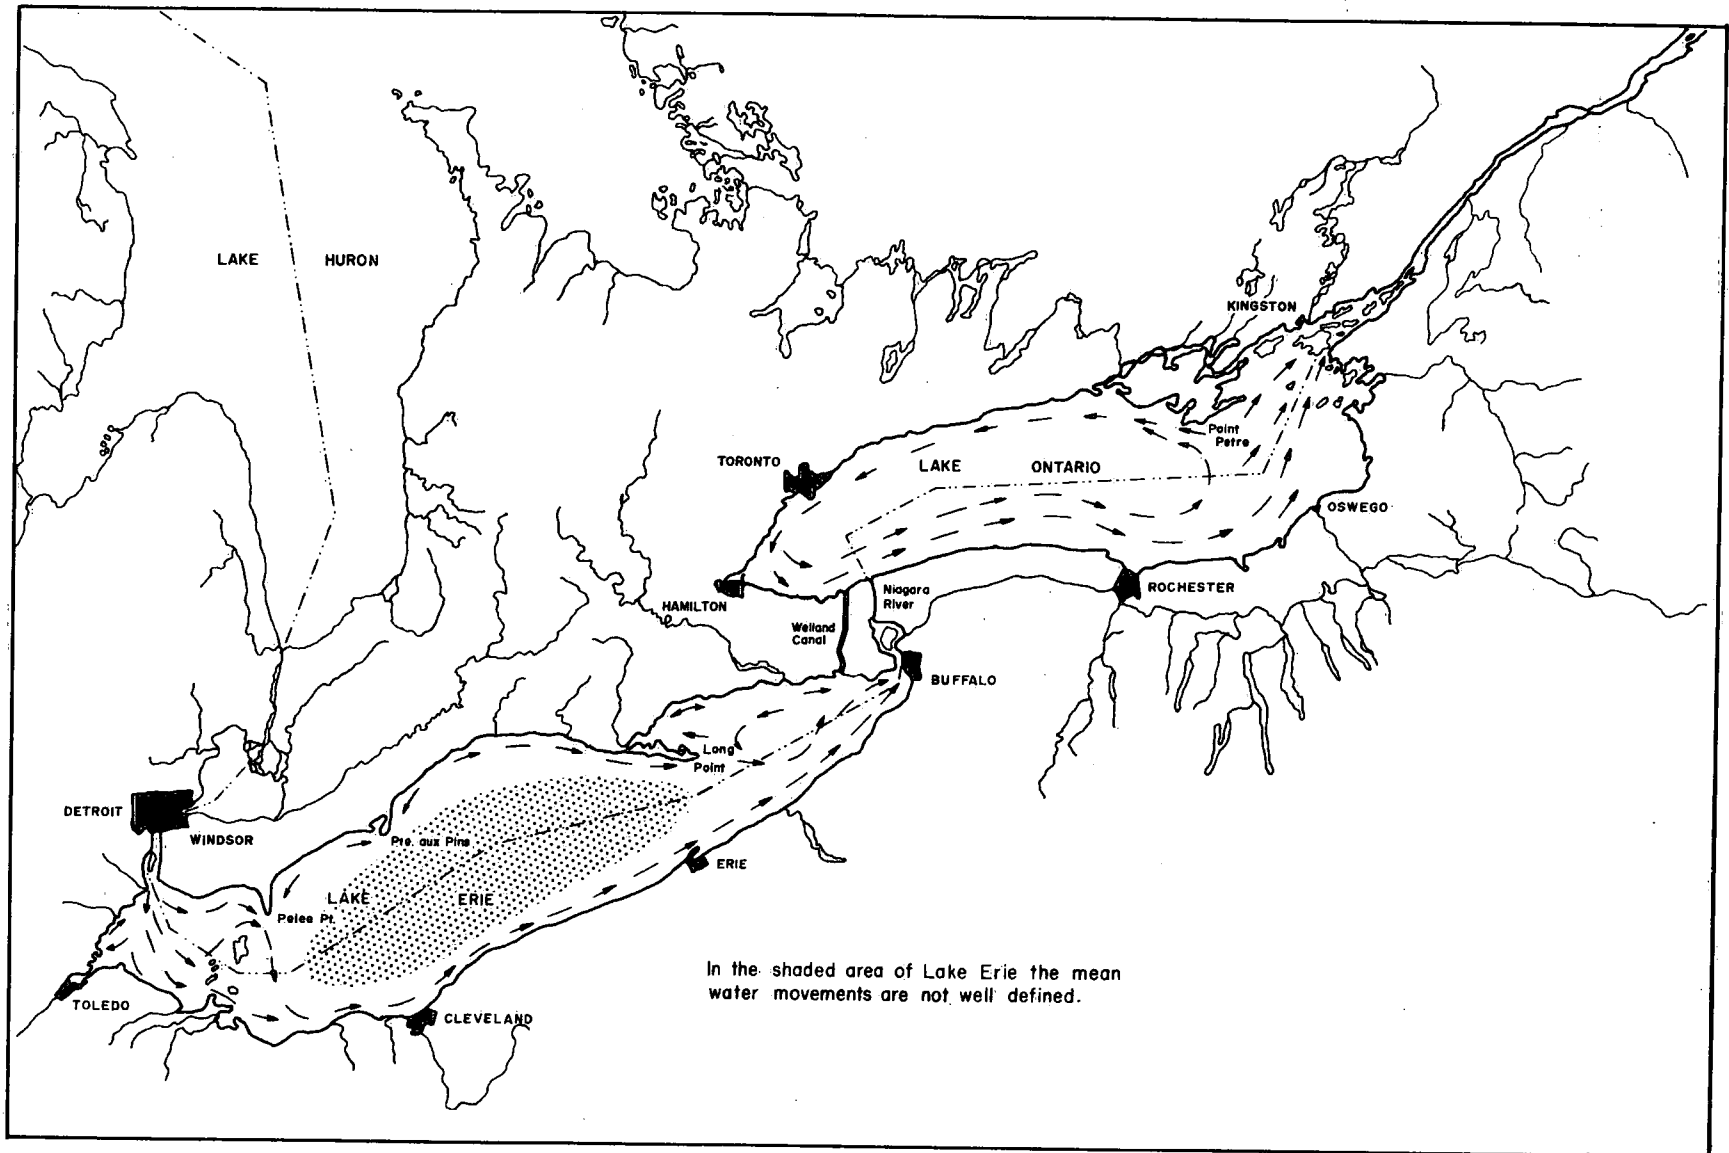 LAKE HURON
KINGSTON
Point
Petre
TORONTO
LAKE ONTARIO
OSWEGO
HAMILTON
Niagara
River
ROCHESTER
Welland
Canal
BUFFALO
Long
Point
DETROIT
WINDSOR
Pte. aux Pins
ERIE
LAKE ERIE
Pelee Pt.
TOLEDO
CLEVELAND
In the shaded area of Lake Erie the mean
water movements are not well defined.